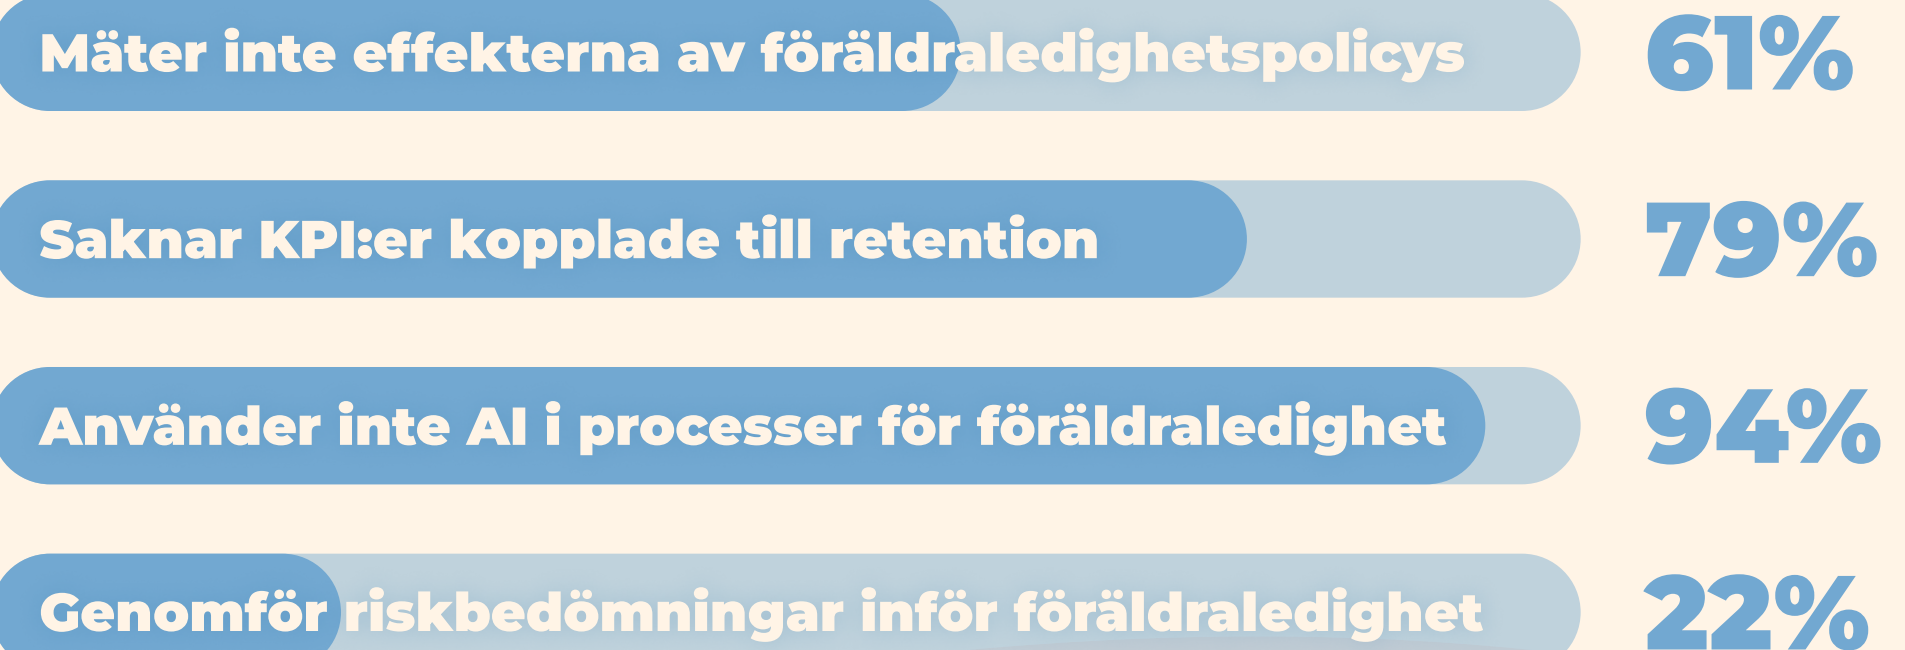 Mäter inte effekterna av föräldraledighetspolicys 61%
Saknar KPI:er kopplade till retention 79%
Använder inte AI i processer för föräldraledighet 94%
Genomför riskbedömningar inför föräldraledighet 22%